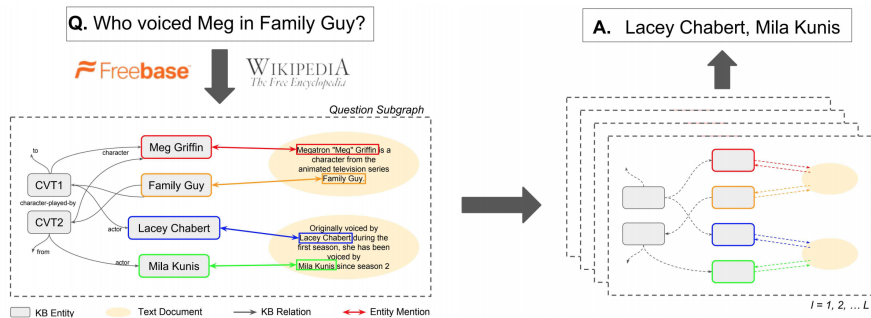 Q. Who voiced Meg in Family Guy?
A. Lacey Chabert, Mila Kunis
Freebase™
WIKIPEDIA
The Free Encyclopedia
Question Subgraph
to
character
Meg Griffin
Megatron "Meg" Griffin is a
character from the
animated television series
Family Guy.
CVT1
Family Guy
character-played-by
CVT2
actor
Lacey Chabert
Originally voiced by
Lacey Chabert during the
first season, she has been
voiced by
Mila Kunis since season 2
from
actor
Mila Kunis
KB Entity
Text Document
KB Relation
Entity Mention
l = 1, 2, ... L